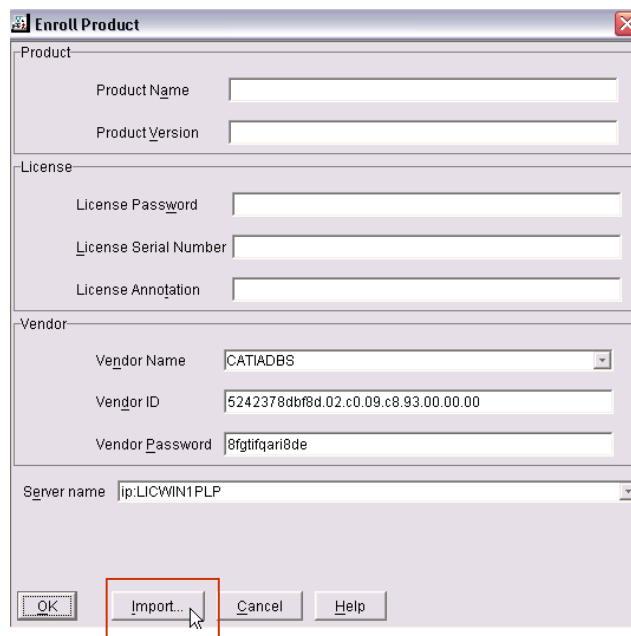 Enroll Product
Product
Product Name
Product Version
License
License Password
License Serial Number
License Annotation
Vendor
Vendor Name CATIADBS
Vendor ID 5242378dbf8d.02.c0.09.c8.93.00.00.00
Vendor Password 8fgtifqari8de
Server name ip:LICWIN1PLP
OK Import... Cancel Help